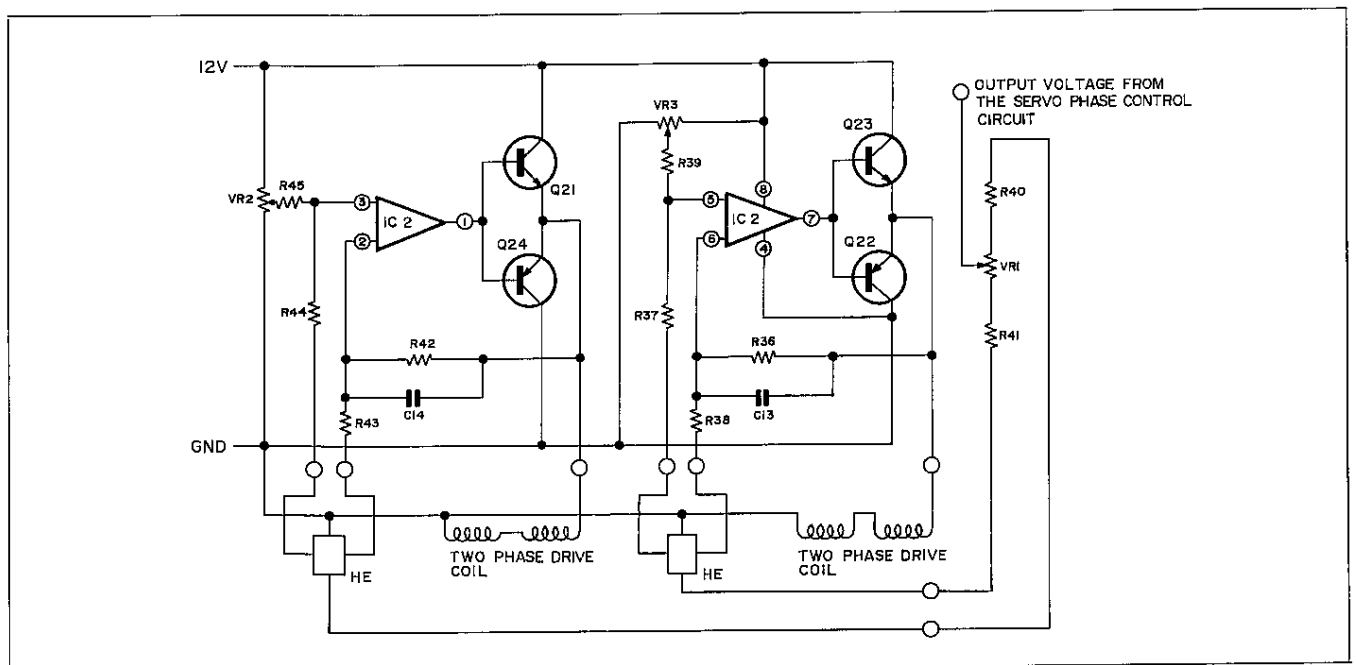 12V
OUTPUT VOLTAGE FROM
THE SERVO PHASE CONTROL
CIRCUIT
VR3
Q23
R39
R40
Q21
R45
VR2
3
iC 2
1
2
8
5
iC 2
7
6
4
Q24
Q22
VR1
R44
R37
R41
R42
R36
C14
C13
R43
R38
GND
TWO PHASE DRIVE
COIL
TWO PHASE DRIVE
COIL
HE
HE